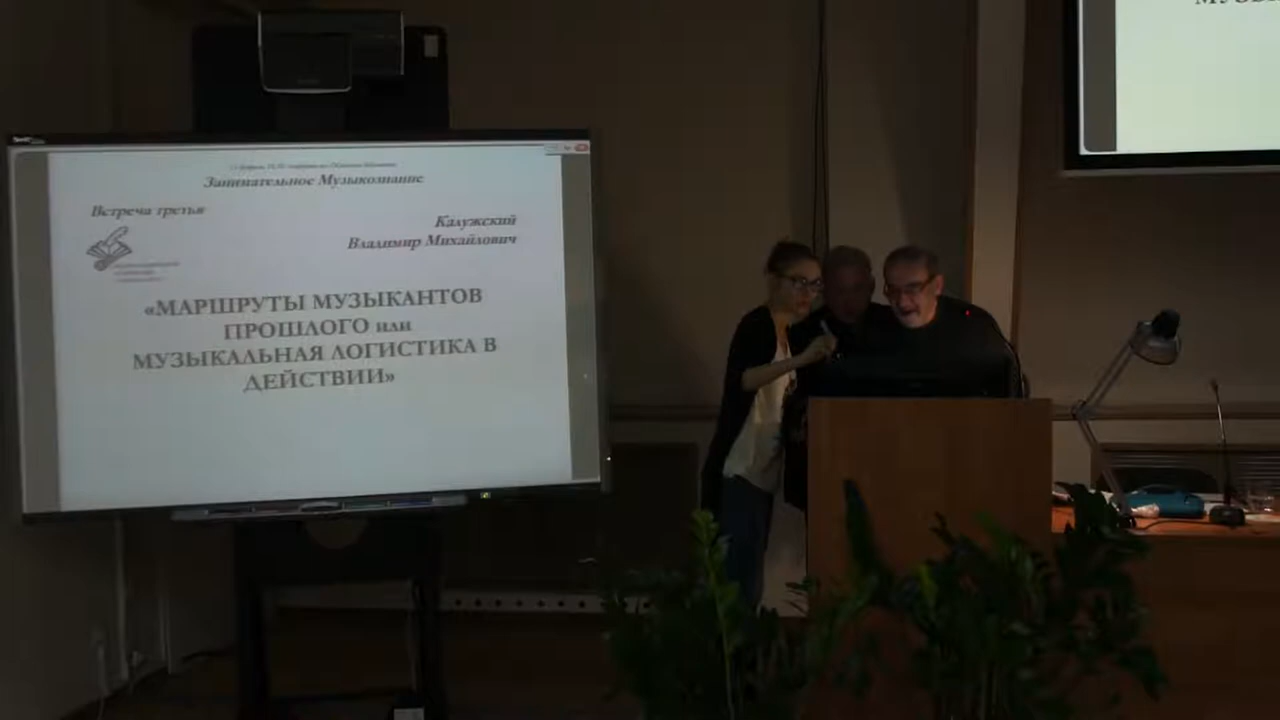 Занимательное Музыкознание
Встреча третья
Калужский
Владимир Михайлович
«МАРШРУТЫ МУЗЫКАНТОВ
ПРОШЛОГО или
МУЗЫКАЛЬНАЯ ЛОГИСТИКА В
ДЕЙСТВИИ»